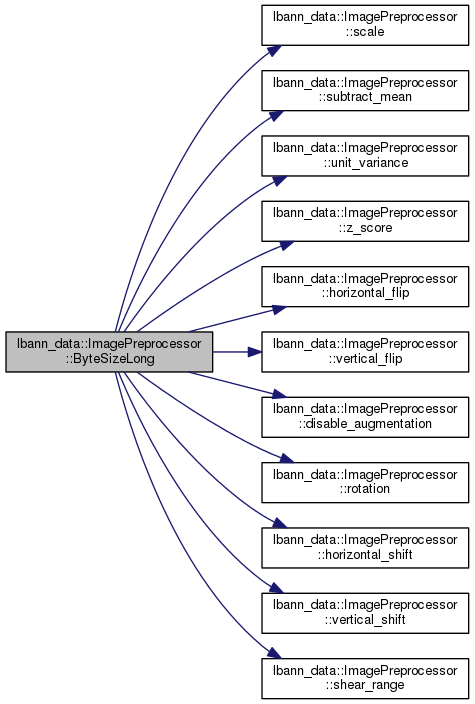 lbann_data::ImagePreprocessor
::ByteSizeLong
lbann_data::ImagePreprocessor
::scale
lbann_data::ImagePreprocessor
::subtract_mean
lbann_data::ImagePreprocessor
::unit_variance
lbann_data::ImagePreprocessor
::z_score
lbann_data::ImagePreprocessor
::horizontal_flip
lbann_data::ImagePreprocessor
::vertical_flip
lbann_data::ImagePreprocessor
::disable_augmentation
lbann_data::ImagePreprocessor
::rotation
lbann_data::ImagePreprocessor
::horizontal_shift
lbann_data::ImagePreprocessor
::vertical_shift
lbann_data::ImagePreprocessor
::shear_range